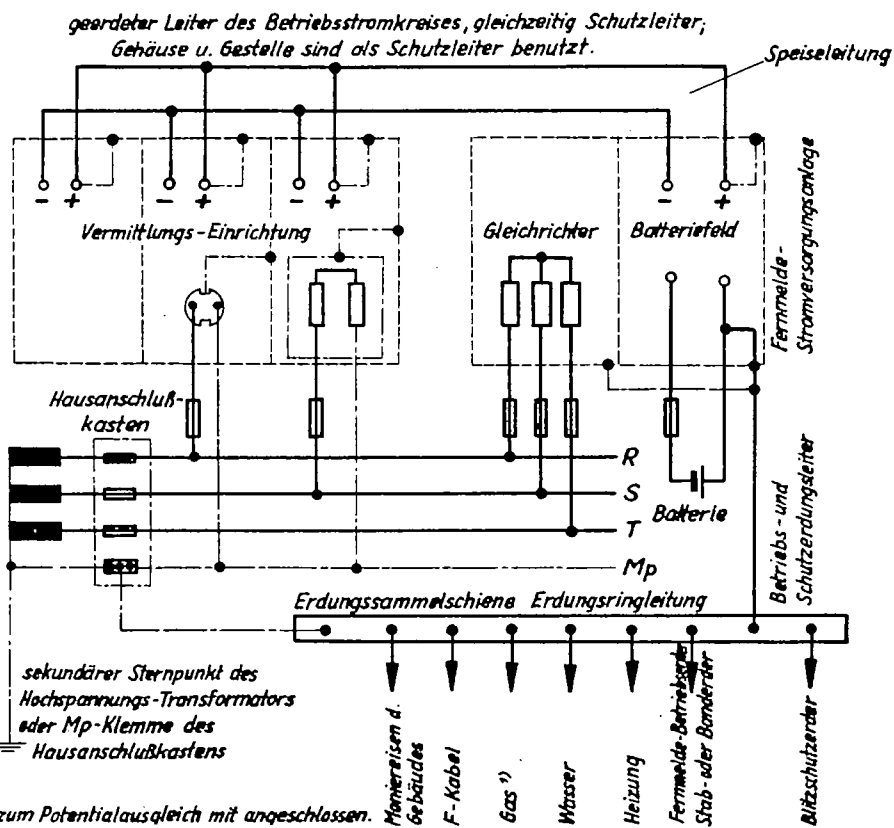 geerdeter Leiter des Betriebsstromkreises, gleichzeitig Schutzleiter;
Gehäuse u. Gestelle sind als Schutzleiter benutzt.
Speiseleitung
- + - + - + - +
Vermittlungs-Einrichtung
Gleichrichter
Batteriefeld
Fernmelde-
Stromversorgungsanlage
Hausanschluß-
kasten
R
S
T
Mp
Batterie
Betriebs- und
Schutzerdungsleiter
Erdungssammelschiene Erdungsringleitung
sekundärer Sternpunkt des
Hochspannungs-Transformators
oder Mp-Klemme des
Hausanschlußkastens
Moniereisen d.
Gebäudes
F-Kabel
Gas ¹)
Wasser
Heizung
Fernmelde-Betriebserder
Stab- oder Banderder
Blitzschutzerder
zum Potentialausgleich mit angeschlossen.